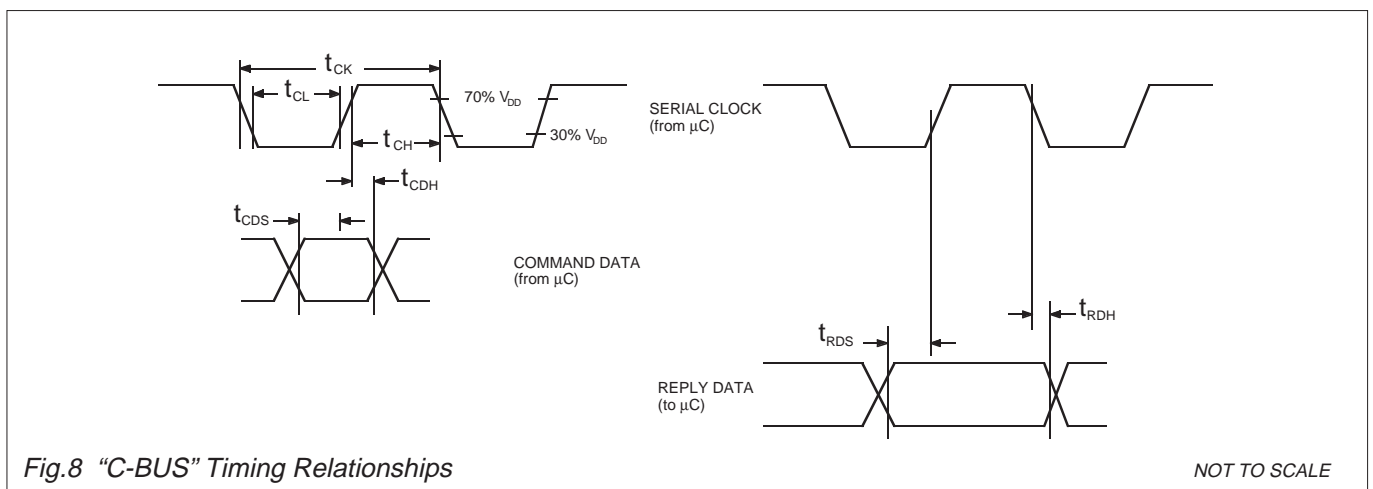 tCK
tCL
70% VDD
SERIAL CLOCK
(from µC)
30% VDD
tCH
tCDH
tCDS
COMMAND DATA
(from µC)
tRDH
tRDS
REPLY DATA
(to µC)
Fig.8 “C-BUS” Timing Relationships
NOT TO SCALE